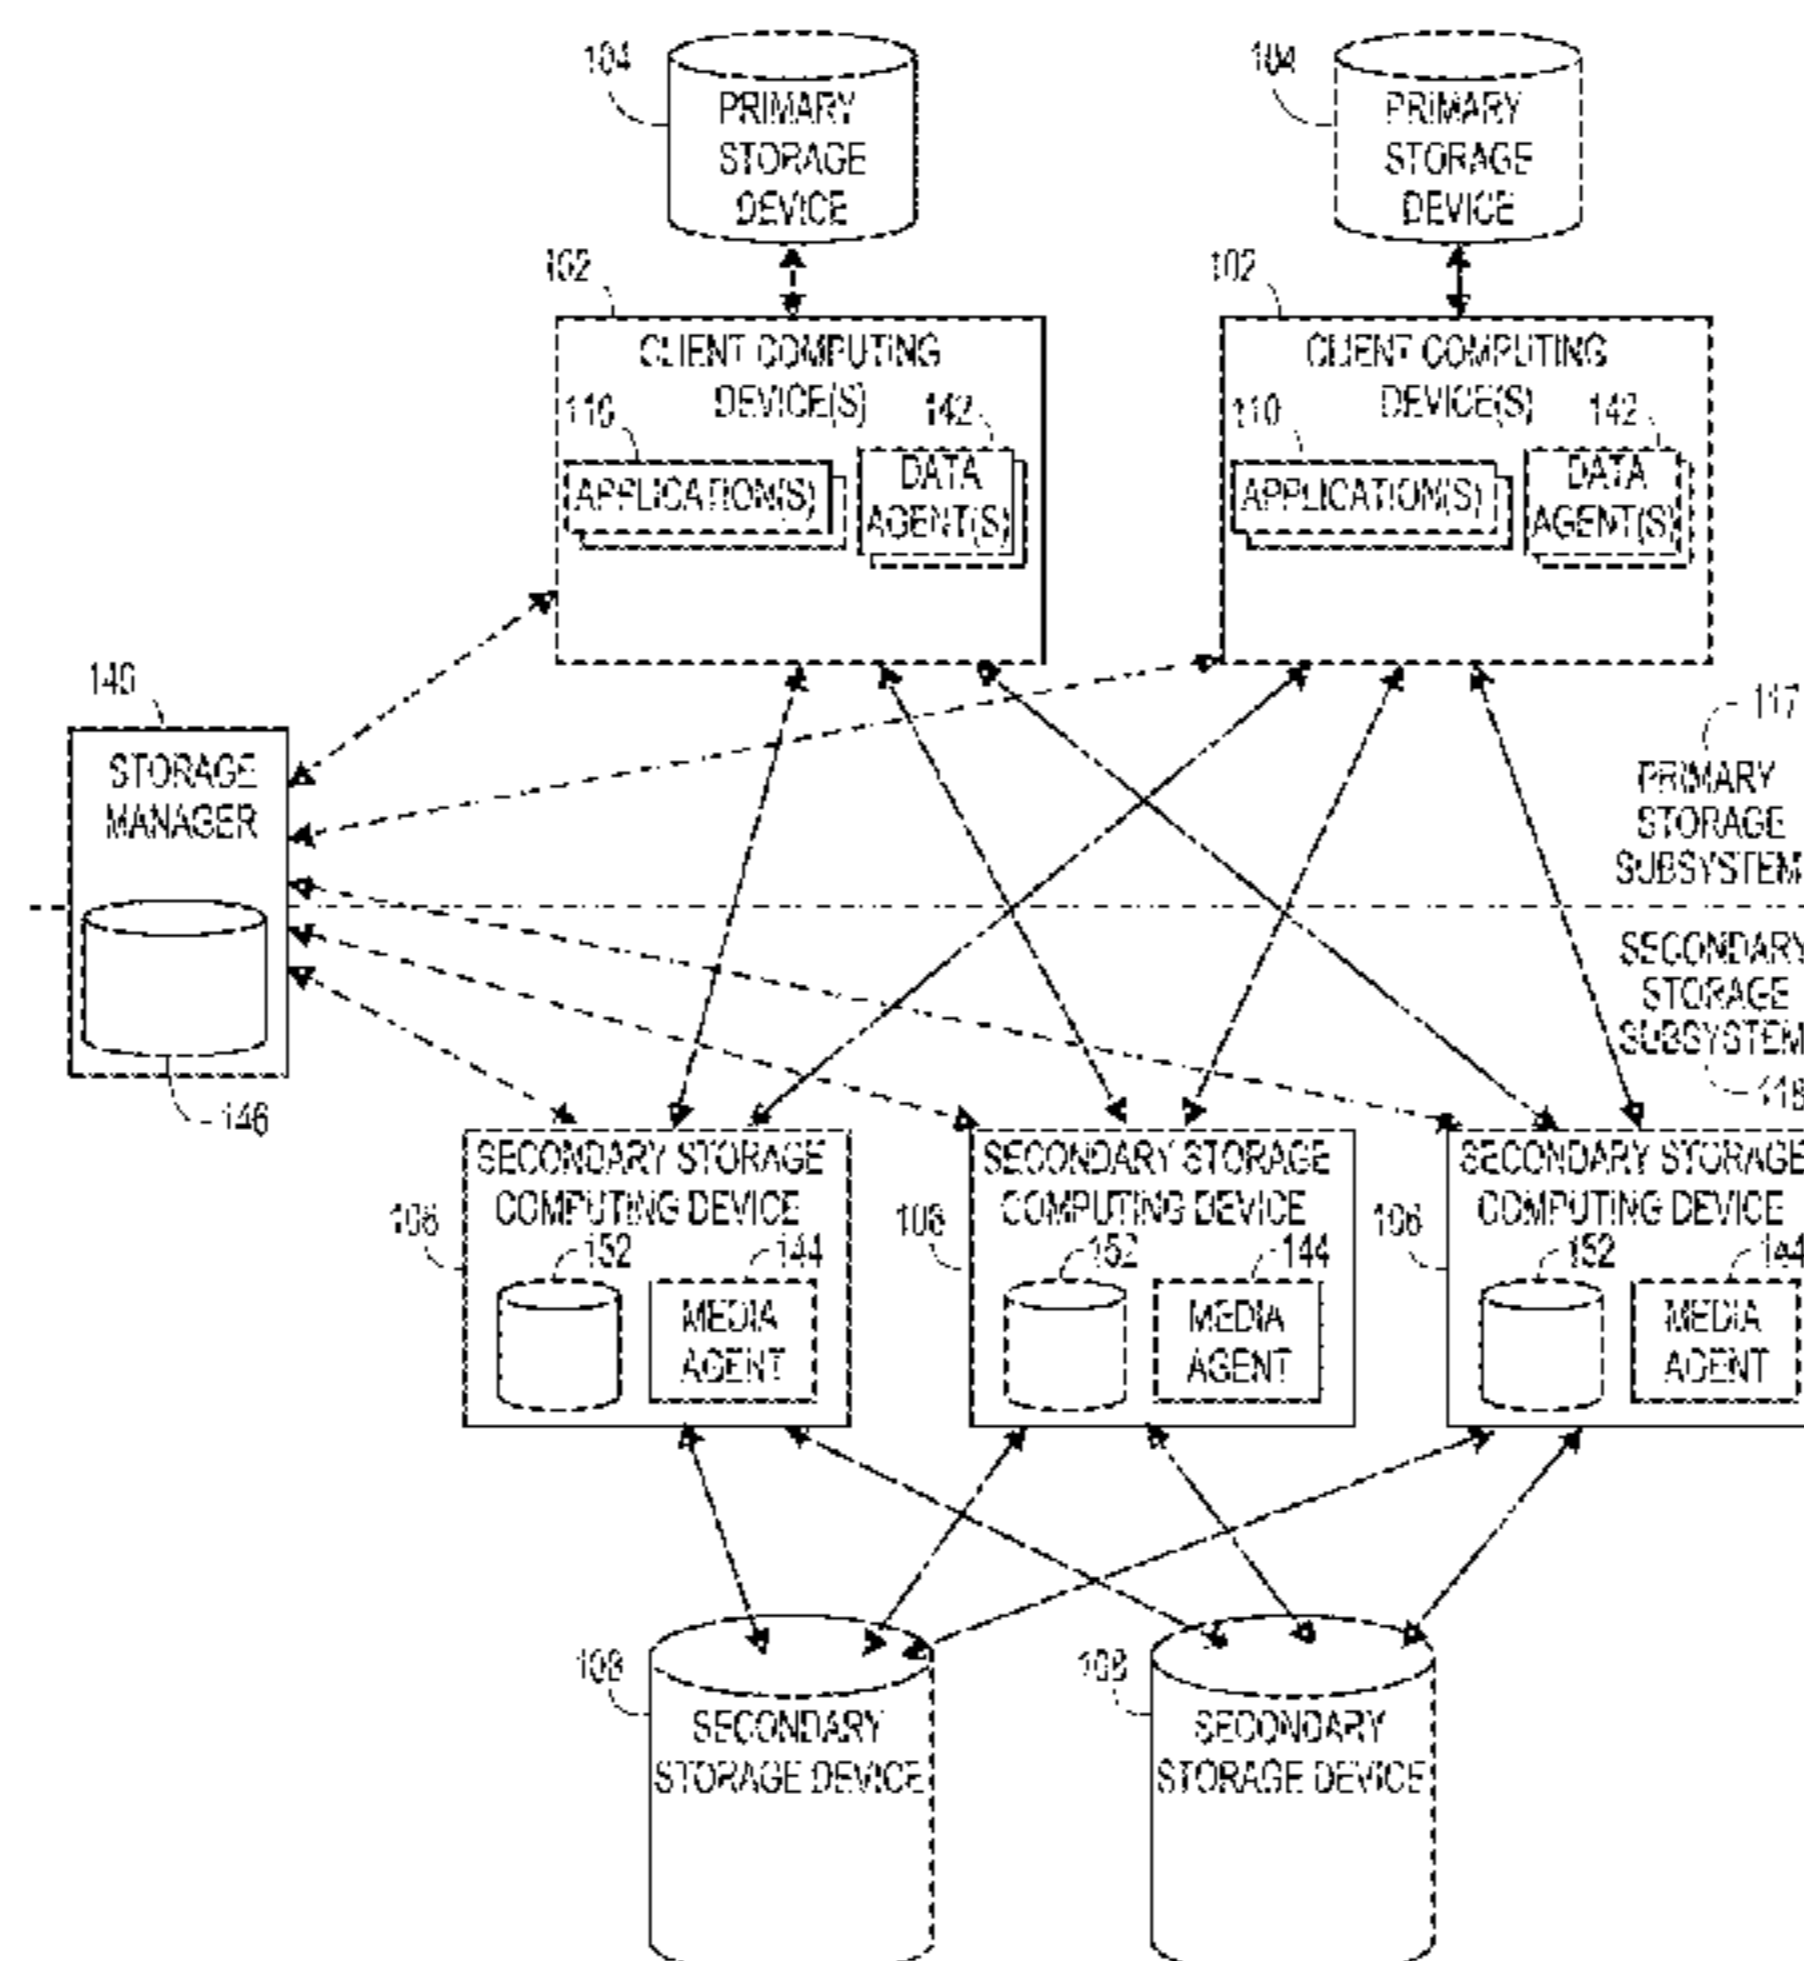 104
104
PRIMARY
STORAGE
DEVICE
PRIMARY
STORAGE
DEVICE
102
102
CLIENT COMPUTING
DEVICE(S)
CLIENT COMPUTING
DEVICE(S)
110
142
110
142
APPLICATION(S)
DATA
AGENT(S)
APPLICATION(S)
DATA
AGENT(S)
140
117
STORAGE
MANAGER
PRIMARY
STORAGE
SUBSYSTEM
SECONDARY
STORAGE
SUBSYSTEM
118
146
SECONDARY STORAGE
COMPUTING DEVICE
SECONDARY STORAGE
COMPUTING DEVICE
SECONDARY STORAGE
COMPUTING DEVICE
106
106
106
152
144
152
144
152
144
MEDIA
AGENT
MEDIA
AGENT
MEDIA
AGENT
108
108
SECONDARY
STORAGE DEVICE
SECONDARY
STORAGE DEVICE